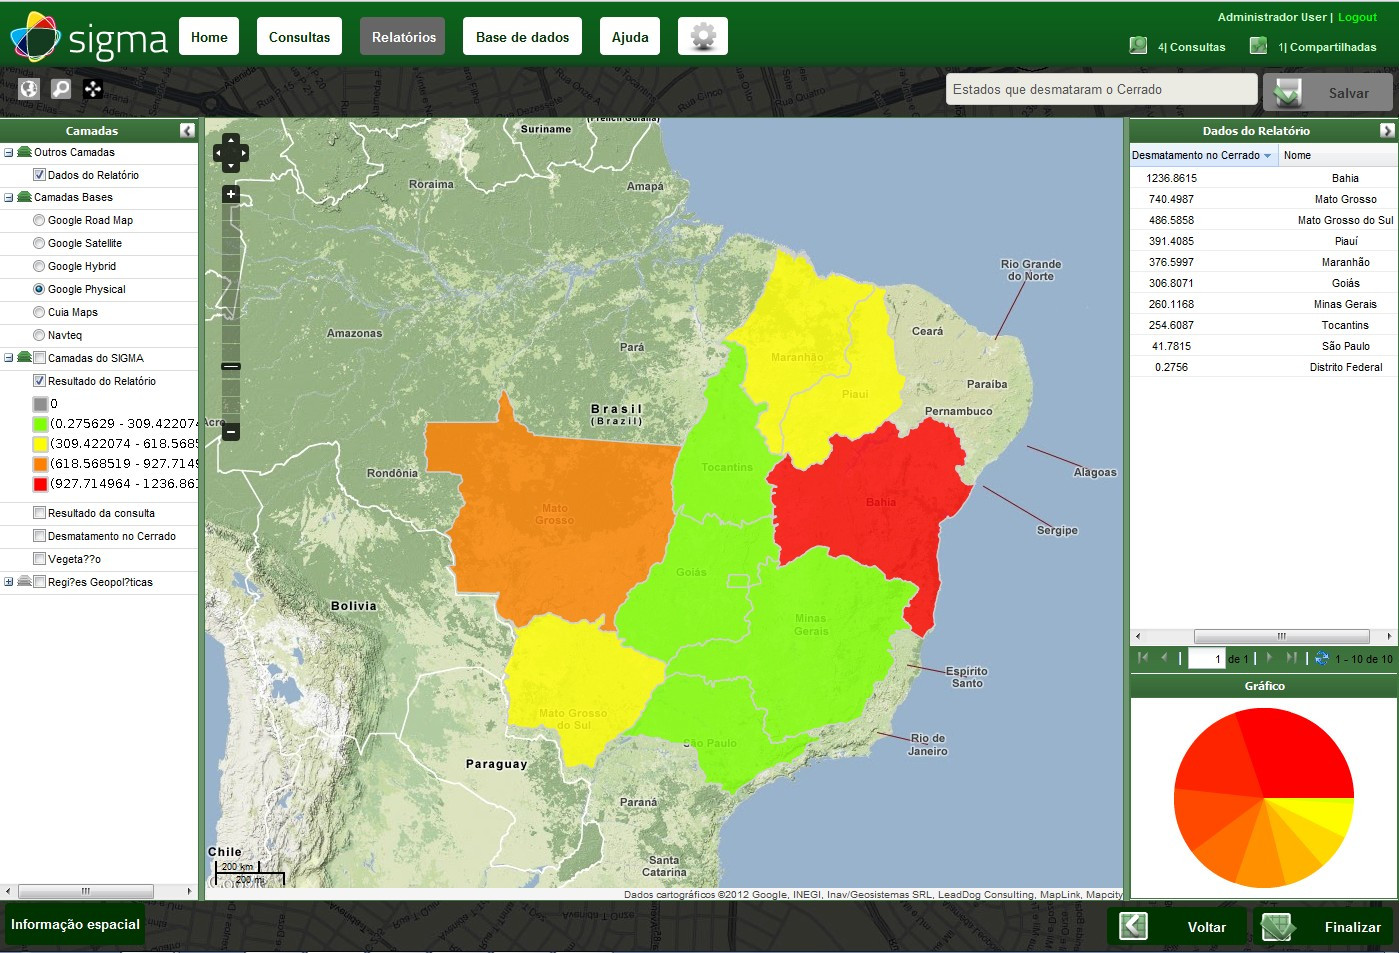 Administrador User | Logout
sigma
Home
Consultas
Relatórios
Base de dados
Ajuda
4| Consultas
1| Compartilhadas
Estados que desmataram o Cerrado
Salvar
Camadas
Outros Camadas
Dados do Relatório
Camadas Bases
Google Road Map
Google Satellite
Google Hybrid
Google Physical
Cuia Maps
Navteq
Camadas do SIGMA
Resultado do Relatório
0
(0.275629 - 309.422074
(309.422074 - 618.5685
(618.568519 - 927.7149
(927.714964 - 1236.861
Resultado da consulta
Desmatamento no Cerrado
Vegeta??o
Regi?es Geopol?ticas
(French Guiana)
Suriname
Roraima
Amapá
Rio Grande
do Norte
Amazonas
Pará
Ceará
Maranhão
Piauí
Paraíba
Pernambuco
Brasil
(Brazil)
Acre
Rondônia
Tocantins
Alagoas
Bahia
Mato
Grosso
Sergipe
Goiás
Bolivia
Minas
Gerais
Espírito
Santo
Mato Grosso
do Sul
São Paulo
Rio de
Janeiro
Paraguay
Paraná
Chile
Santa
Catarina
200 km
200 mi
Dados cartográficos ©2012 Google, INEGI, Inav/Geosistemas SRL, LeadDog Consulting, MapLink, Mapcity
Dados do Relatório
Desmatamento no Cerrado Nome
1236.8615 Bahia
740.4987 Mato Grosso
486.5858 Mato Grosso do Sul
391.4085 Piauí
376.5997 Maranhão
306.8071 Goiás
260.1168 Minas Gerais
254.6087 Tocantins
41.7815 São Paulo
0.2756 Distrito Federal
1 de 1
1 - 10 de 10
Gráfico
Informação espacial
Voltar
Finalizar